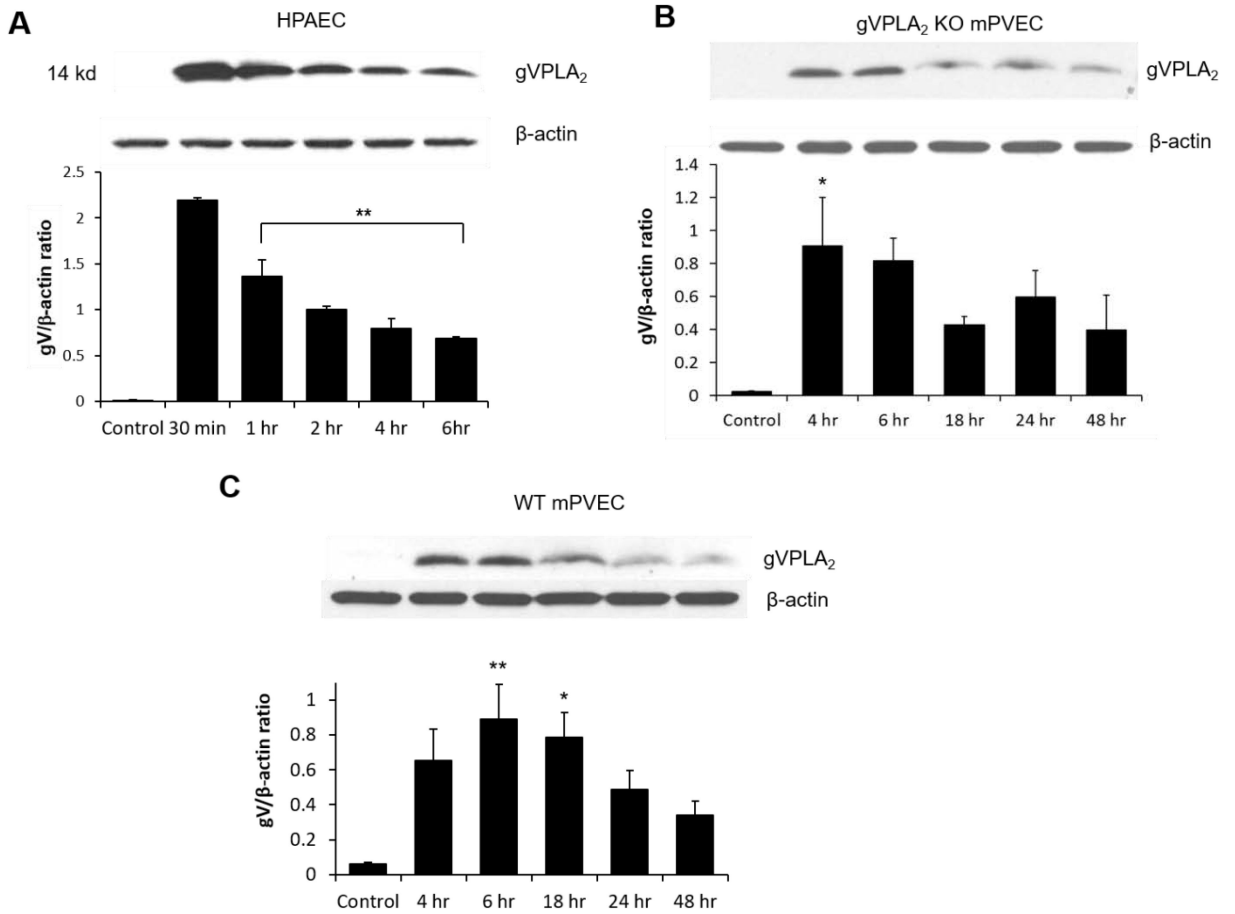 A
HPAEC
14 kd
gVPLA₂
β-actin
2.5
2
1.5
1
0.5
0
gV/β-actin ratio
**
Control 30 min 1 hr 2 hr 4 hr 6hr
B
gVPLA₂ KO mPVEC
gVPLA₂
β-actin
1.4
1.2
1
0.8
0.6
0.4
0.2
0
gV/β-actin ratio
*
Control 4 hr 6 hr 18 hr 24 hr 48 hr
C
WT mPVEC
gVPLA₂
β-actin
1
0.8
0.6
0.4
0.2
0
gV/β-actin ratio
**
*
Control 4 hr 6 hr 18 hr 24 hr 48 hr